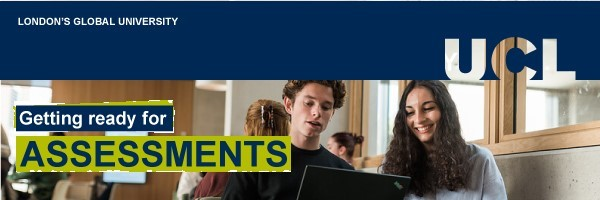 LONDON'S GLOBAL UNIVERSITY
UCL
Getting ready for
ASSESSMENTS